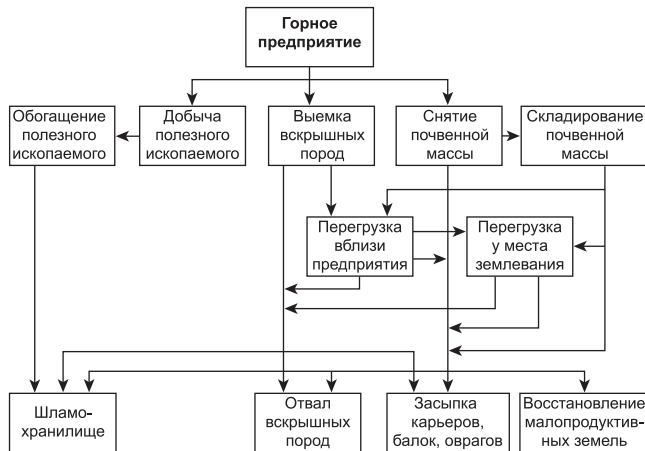 Горное
предприятие
Обогащение
полезного
ископаемого
Добыча
полезного
ископаемого
Выемка
вскрышных
пород
Снятие
почвенной
массы
Складирование
почвенной
массы
Перегрузка
вблизи
предприятия
Перегрузка
у места
землевания
Шламо-
хранилище
Отвал
вскрышных
пород
Засыпка
карьеров,
балок, оврагов
Восстановление
малопродуктив-
ных земель